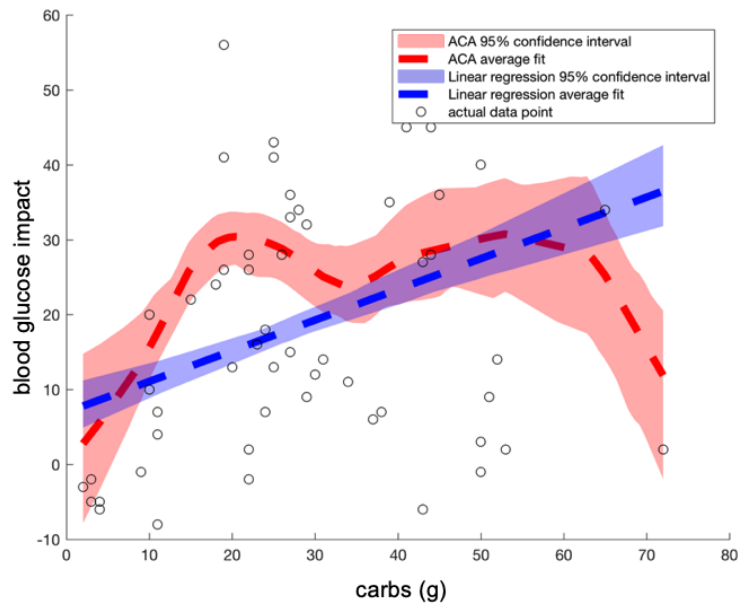 60
50
40
30
20
10
0
-10
blood glucose impact
ACA 95% confidence interval
ACA average fit
Linear regression 95% confidence interval
Linear regression average fit
actual data point
0 10 20 30 40 50 60 70 80
carbs (g)